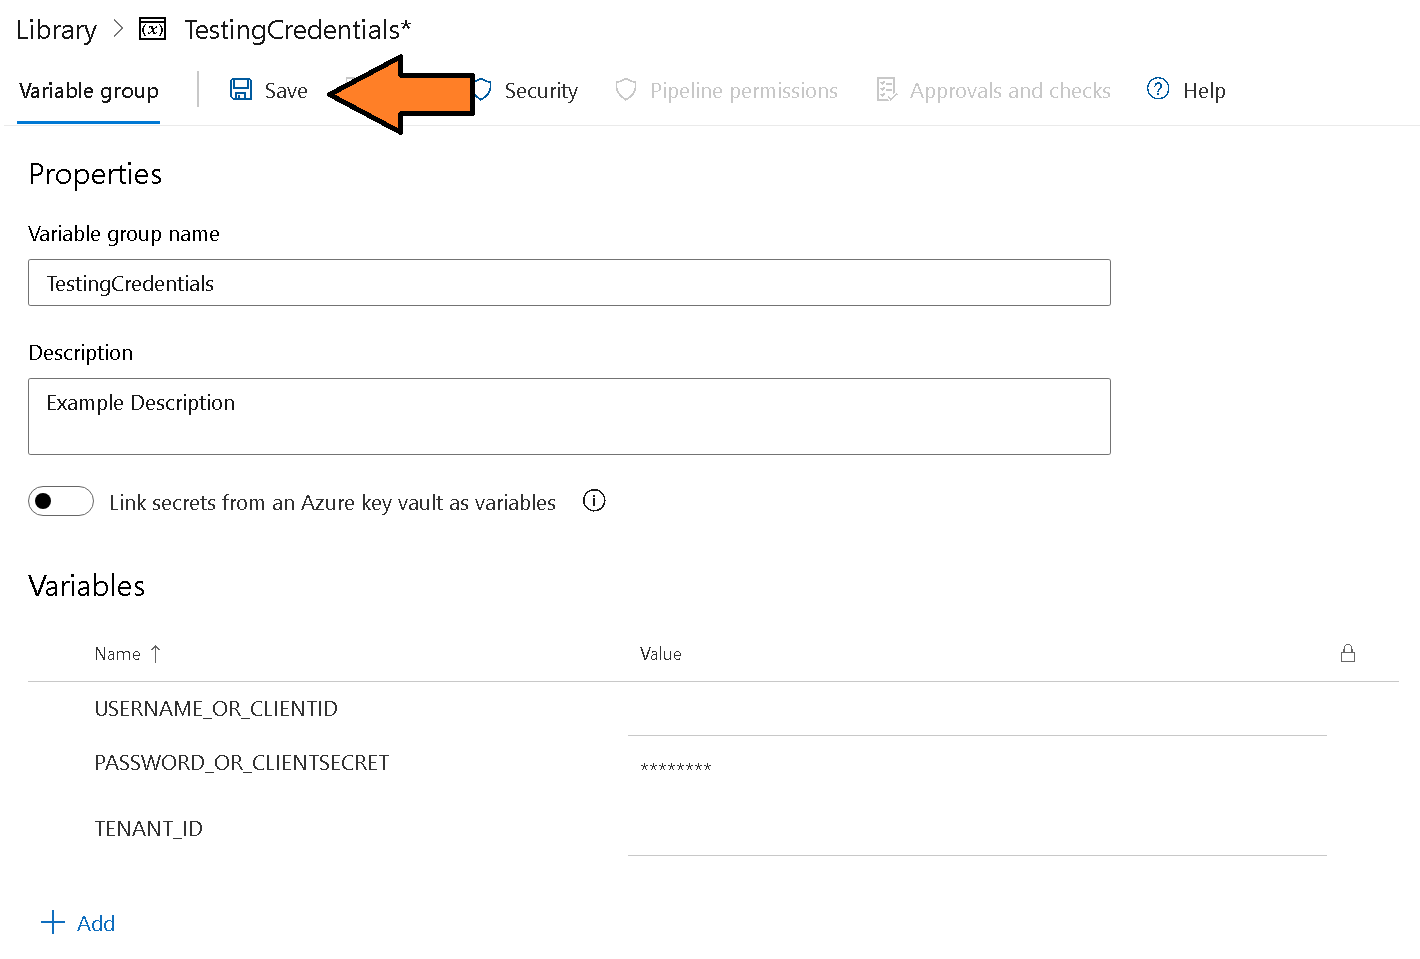 Library > (x) TestingCredentials*
Variable group Save Security Pipeline permissions Approvals and checks Help
Properties
Variable group name
TestingCredentials
Description
Example Description
Link secrets from an Azure key vault as variables
Variables
Name ↑ Value
USERNAME_OR_CLIENTID
PASSWORD_OR_CLIENTSECRET ********
TENANT_ID
+ Add